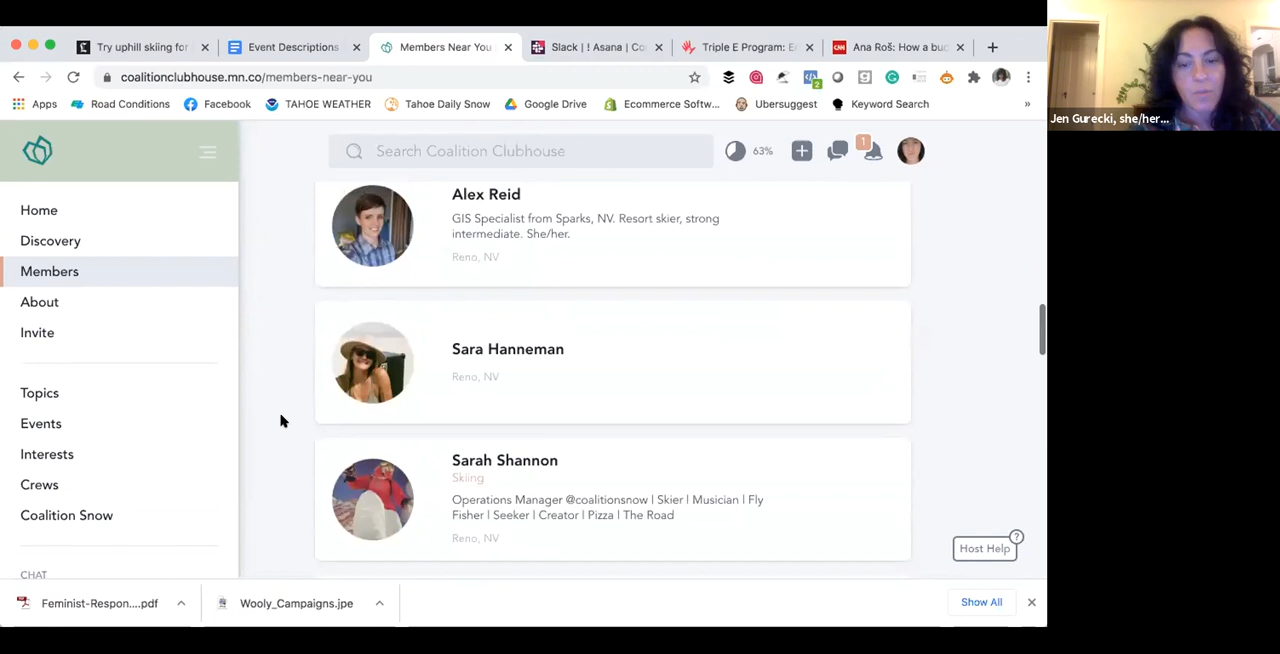 Try uphill skiing for
Event Descriptions
Members Near You
Slack | ! Asana | Co
Triple E Program: E
CNN
Ana Roš: How a bu
coalitionclubhouse.mn.co/members-near-you
2
Apps
Road Conditions
Facebook
TAHOE WEATHER
Tahoe Daily Snow
Google Drive
Ecommerce Softw...
Ubersuggest
Keyword Search
»
Jen Gurecki, she/her...
Search Coalition Clubhouse
63%
1
Home
Discovery
Members
About
Invite
Topics
Events
Interests
Crews
Coalition Snow
CHAT
Alex Reid
GIS Specialist from Sparks, NV. Resort skier, strong
intermediate. She/her.
Reno, NV
Sara Hanneman
Reno, NV
Sarah Shannon
Skiing
Operations Manager @coalitionsnow | Skier | Musician | Fly
Fisher | Seeker | Creator | Pizza | The Road
Reno, NV
Host Help
?
Feminist-Respon....pdf
Wooly_Campaigns.jpe
Show All